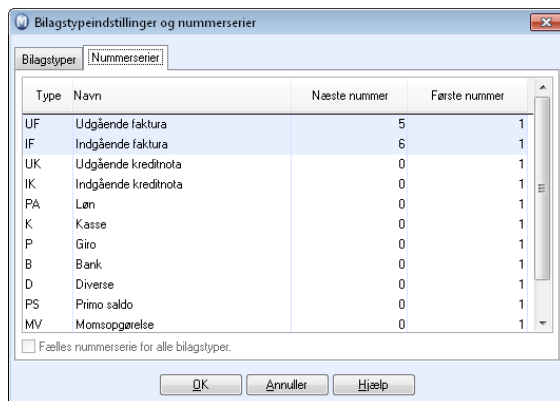 Bilagstypeindstillinger og nummerserier
Bilagstyper Nummerserier
Type Navn Næste nummer Første nummer
UF Udgående faktura 5 1
IF Indgående faktura 6 1
UK Udgående kreditnota 0 1
IK Indgående kreditnota 0 1
PA Løn 0 1
K Kasse 0 1
P Giro 0 1
B Bank 0 1
D Diverse 0 1
PS Primo saldo 0 1
MV Momsopgørelse 0 1
Fælles nummerserie for alle bilagstyper.
OK Annuller Hjælp